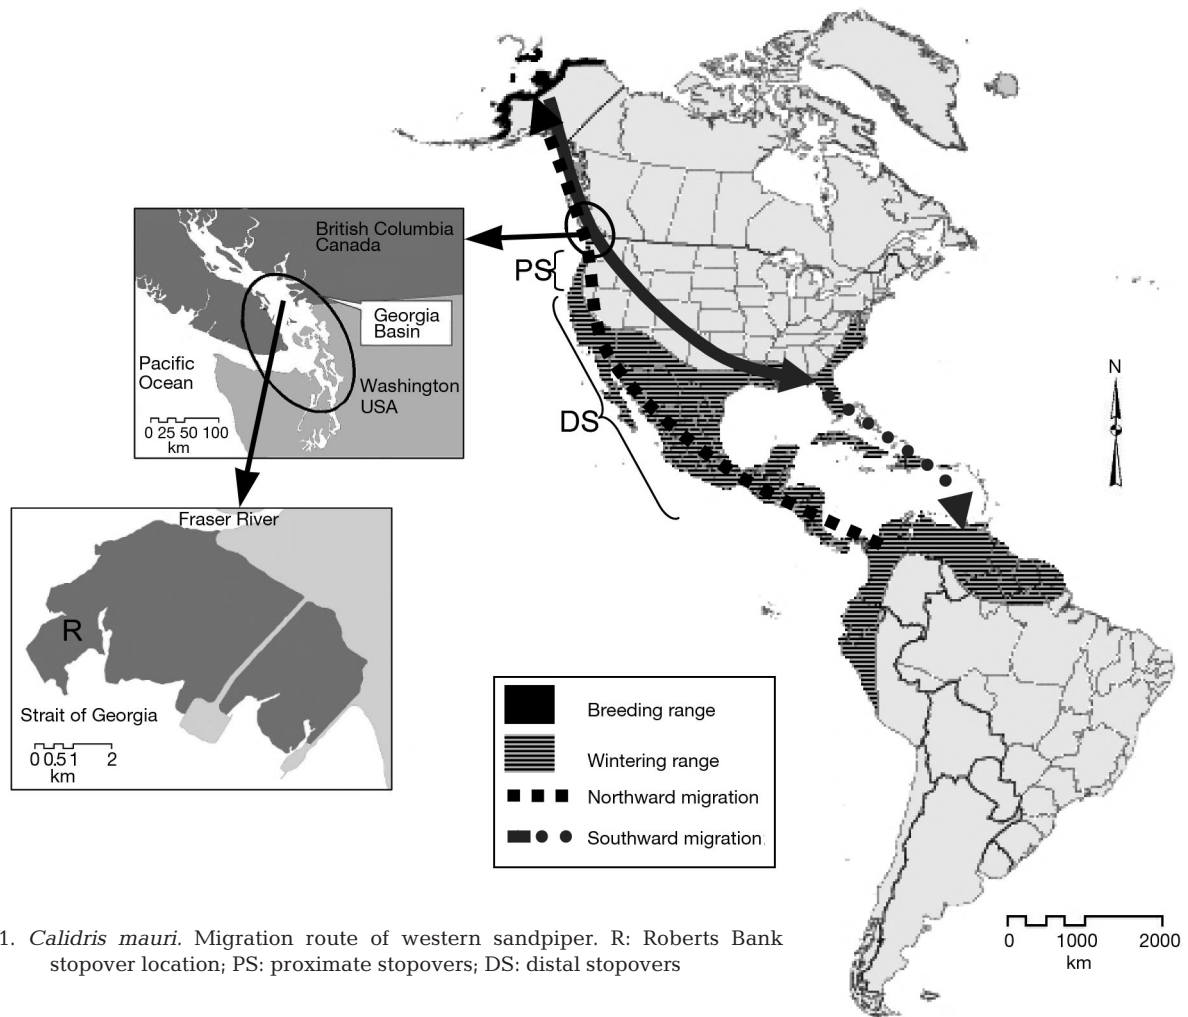 British Columbia
Canada
Georgia
Basin
Pacific
Ocean
Washington
USA
0 25 50 100
km
PS
DS
N
Fraser River
R
Strait of Georgia
0 0.5 1 2
km
Breeding range
Wintering range
Northward migration
Southward migration
0 1000 2000
km
1. Calidris mauri. Migration route of western sandpiper. R: Roberts Bank
stopover location; PS: proximate stopovers; DS: distal stopovers